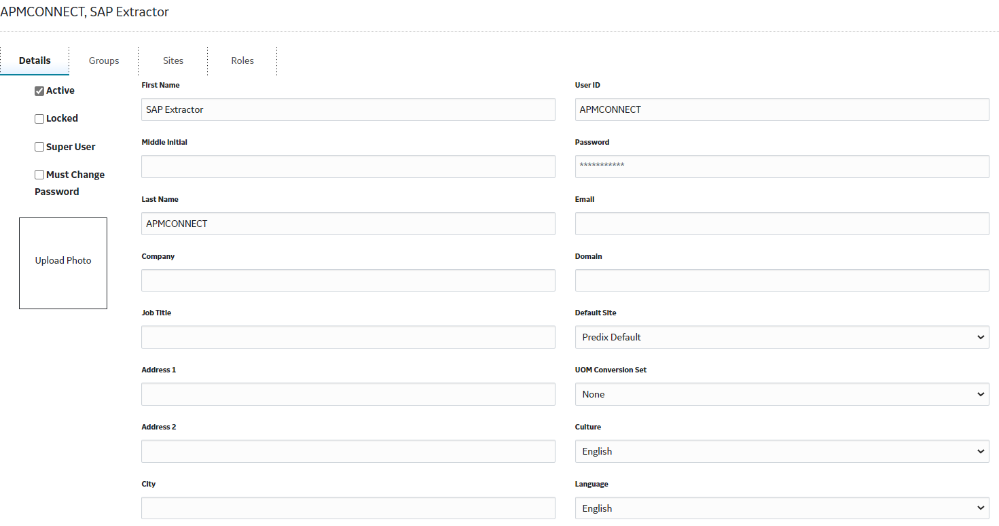 APMCONNECT, SAP Extractor
Details
Groups
Sites
Roles
Active
Locked
Super User
Must Change
Password
Upload Photo
First Name
SAP Extractor
Middle Initial
Last Name
APMCONNECT
Company
Job Title
Address 1
Address 2
City
User ID
APMCONNECT
Password
***********
Email
Domain
Default Site
Predix Default
UOM Conversion Set
None
Culture
English
Language
English